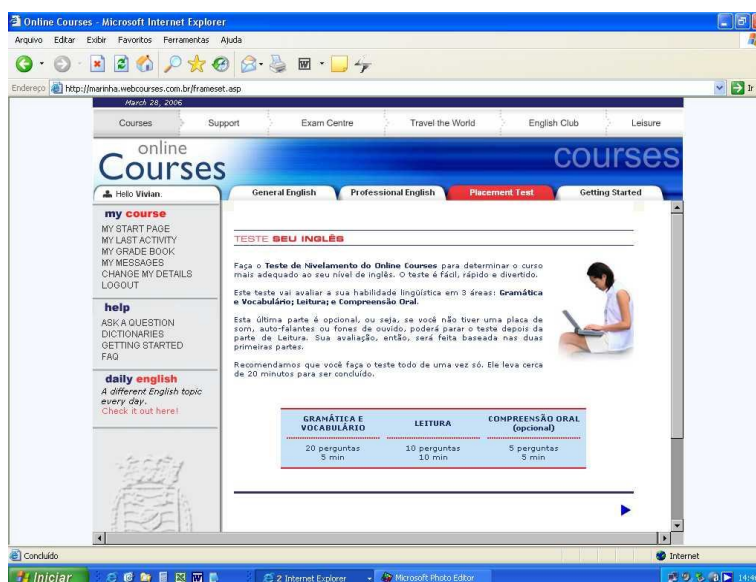 Online Courses - Microsoft Internet Explorer
Arquivo Editar Exibir Favoritos Ferramentas Ajuda
Endereço http://marinha.webcourses.com.br/frameset.asp Ir
March 28, 2006
Courses Support Exam Centre Travel the World English Club Leisure
online
Courses
courses
Hello Vivian. General English Professional English Placement Test Getting Started
my course
MY START PAGE
MY LAST ACTIVITY
MY GRADE BOOK
MY MESSAGES
CHANGE MY DETAILS
LOGOUT
help
ASK A QUESTION
DICTIONARIES
GETTING STARTED
FAQ
daily english
A different English topic
every day.
Check it out here!
TESTE SEU INGLÊS
Faça o Teste de Nivelamento do Online Courses para determinar o curso
mais adequado ao seu nível de inglês. O teste é fácil, rápido e divertido.
Este teste vai avaliar a sua habilidade lingüística em 3 áreas: Gramática
e Vocabulário; Leitura; e Compreensão Oral.
Esta última parte é opcional, ou seja, se você não tiver uma placa de
som, auto-falantes ou fones de ouvido, poderá parar o teste depois da
parte de Leitura. Sua avaliação, então, será feita baseada nas duas
primeiras partes.
Recomendamos que você faça o teste todo de uma vez só. Ele leva cerca
de 20 minutos para ser concluído.
GRAMÁTICA E
VOCABULÁRIO
LEITURA
COMPREENSÃO ORAL
(opcional)
20 perguntas
5 min
10 perguntas
10 min
5 perguntas
5 min
Concluído Internet
Iniciar 2 Internet Explorer Microsoft Photo Editor